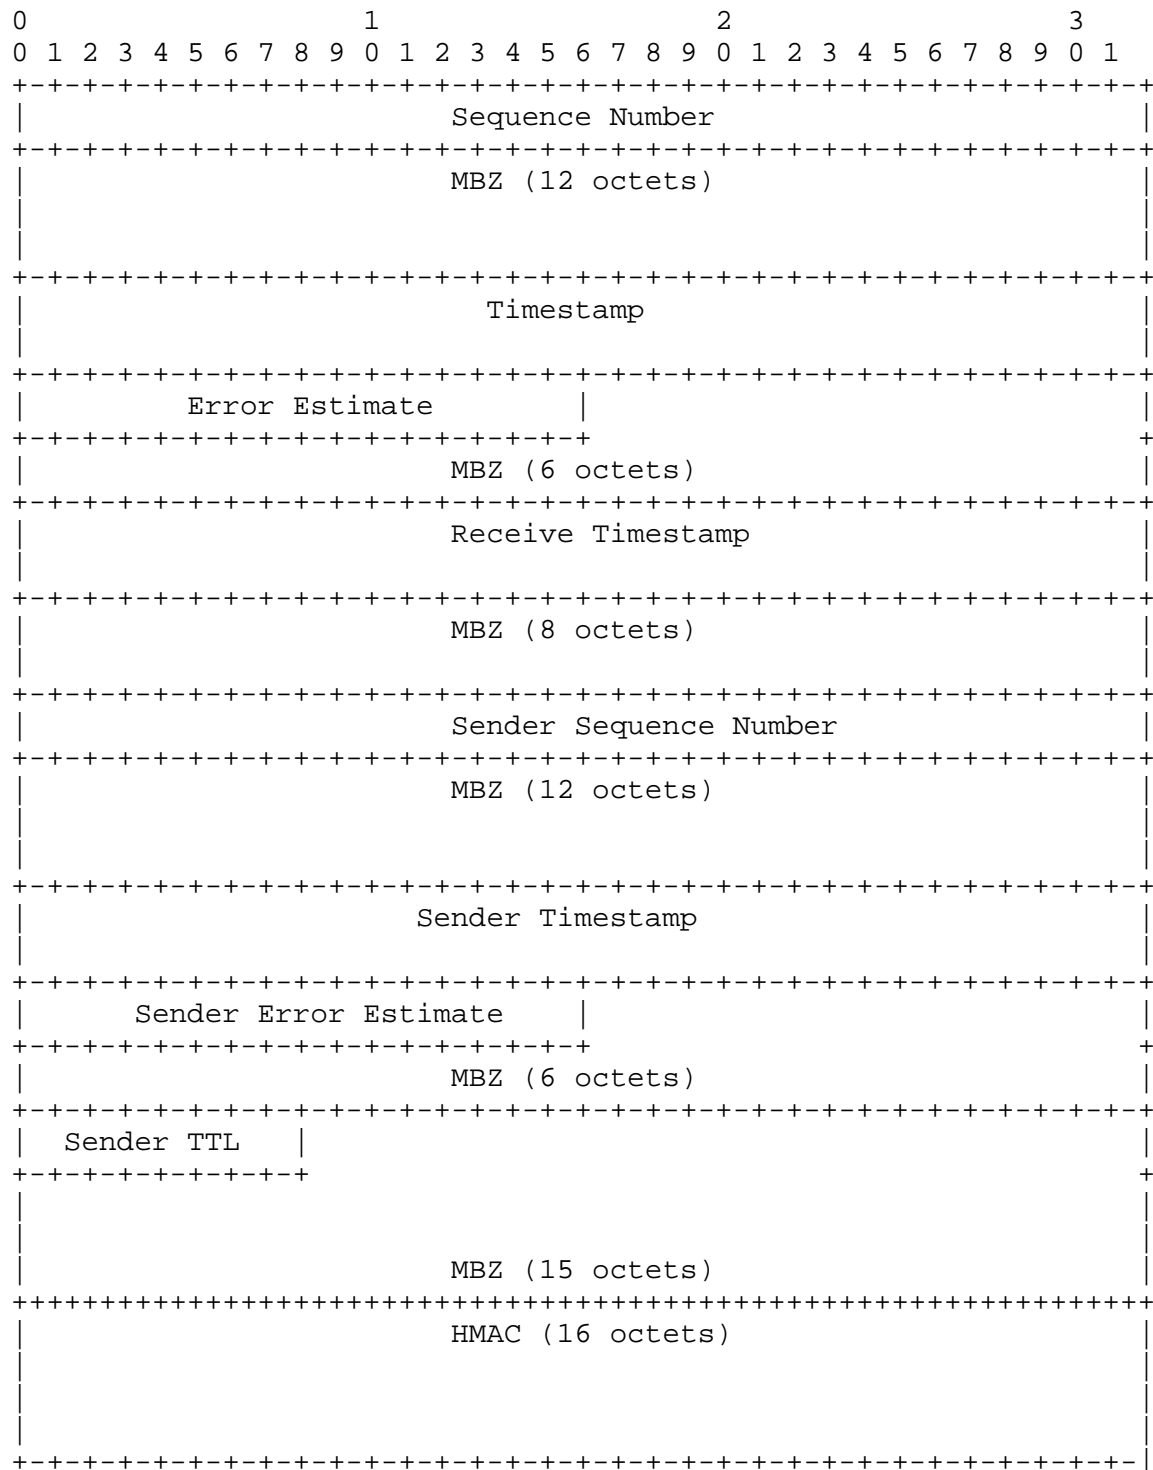 0                   1                   2                   3
0 1 2 3 4 5 6 7 8 9 0 1 2 3 4 5 6 7 8 9 0 1 2 3 4 5 6 7 8 9 0 1
+-+-+-+-+-+-+-+-+-+-+-+-+-+-+-+-+-+-+-+-+-+-+-+-+-+-+-+-+-+-+-+-+
|                        Sequence Number                        |
+-+-+-+-+-+-+-+-+-+-+-+-+-+-+-+-+-+-+-+-+-+-+-+-+-+-+-+-+-+-+-+-+
|                        MBZ (12 octets)                        |
|                                                               |
|                                                               |
+-+-+-+-+-+-+-+-+-+-+-+-+-+-+-+-+-+-+-+-+-+-+-+-+-+-+-+-+-+-+-+-+
|                          Timestamp                            |
|                                                               |
+-+-+-+-+-+-+-+-+-+-+-+-+-+-+-+-+-+-+-+-+-+-+-+-+-+-+-+-+-+-+-+-+
|         Error Estimate        |                               |
+-+-+-+-+-+-+-+-+-+-+-+-+-+-+-+-+                               +
|                        MBZ (6 octets)                         |
+-+-+-+-+-+-+-+-+-+-+-+-+-+-+-+-+-+-+-+-+-+-+-+-+-+-+-+-+-+-+-+-+
|                        Receive Timestamp                      |
|                                                               |
+-+-+-+-+-+-+-+-+-+-+-+-+-+-+-+-+-+-+-+-+-+-+-+-+-+-+-+-+-+-+-+-+
|                        MBZ (8 octets)                         |
|                                                               |
+-+-+-+-+-+-+-+-+-+-+-+-+-+-+-+-+-+-+-+-+-+-+-+-+-+-+-+-+-+-+-+-+
|                        Sender Sequence Number                 |
+-+-+-+-+-+-+-+-+-+-+-+-+-+-+-+-+-+-+-+-+-+-+-+-+-+-+-+-+-+-+-+-+
|                        MBZ (12 octets)                        |
|                                                               |
|                                                               |
+-+-+-+-+-+-+-+-+-+-+-+-+-+-+-+-+-+-+-+-+-+-+-+-+-+-+-+-+-+-+-+-+
|                      Sender Timestamp                         |
|                                                               |
+-+-+-+-+-+-+-+-+-+-+-+-+-+-+-+-+-+-+-+-+-+-+-+-+-+-+-+-+-+-+-+-+
|      Sender Error Estimate    |                               |
+-+-+-+-+-+-+-+-+-+-+-+-+-+-+-+-+                               +
|                        MBZ (6 octets)                         |
+-+-+-+-+-+-+-+-+-+-+-+-+-+-+-+-+-+-+-+-+-+-+-+-+-+-+-+-+-+-+-+-+
|  Sender TTL   |                                               |
+-+-+-+-+-+-+-+-+                                               +
|                                                               |
|                                                               |
|                        MBZ (15 octets)                        |
+++++++++++++++++++++++++++++++++++++++++++++++++++++++++++++++++
|                        HMAC (16 octets)                       |
|                                                               |
|                                                               |
|                                                               |
+-+-+-+-+-+-+-+-+-+-+-+-+-+-+-+-+-+-+-+-+-+-+-+-+-+-+-+-+-+-+-+-|